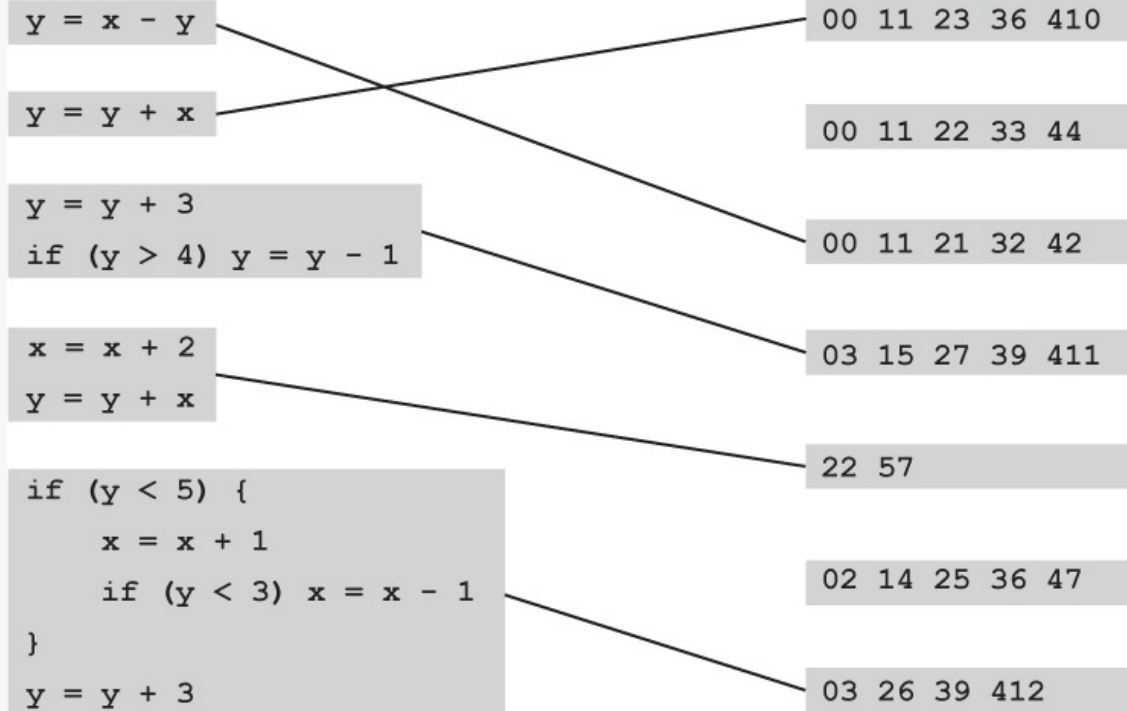 y = x - y
y = y + x
y = y + 3
if (y > 4) y = y - 1
x = x + 2
y = y + x
if (y < 5) {
    x = x + 1
    if (y < 3) x = x - 1
}
y = y + 3
00 11 23 36 410
00 11 22 33 44
00 11 21 32 42
03 15 27 39 411
22 57
02 14 25 36 47
03 26 39 412